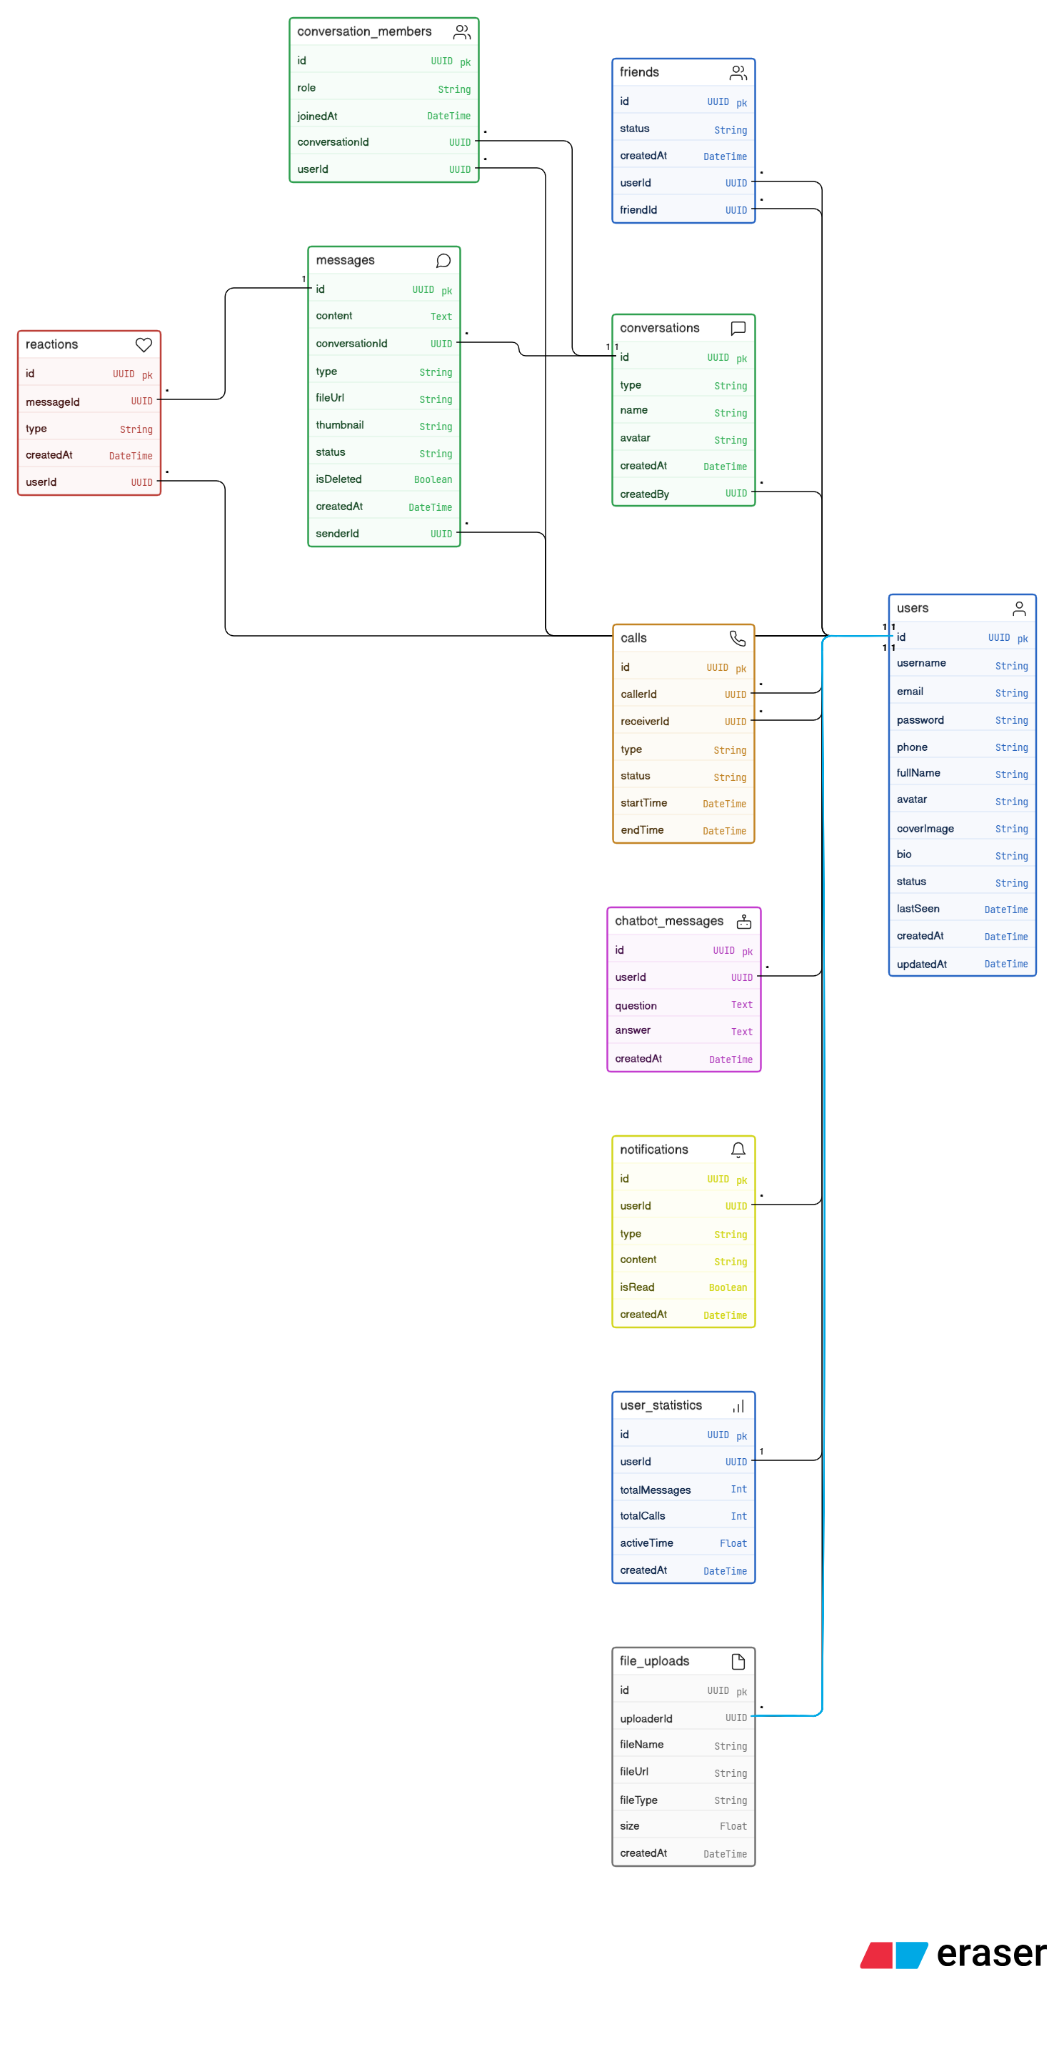 conversation_members
id UUID pk
role String
joinedAt DateTime
conversationId UUID
userId UUID
friends
id UUID pk
status String
createdAt DateTime
userId UUID
friendId UUID
messages
id UUID pk
content Text
conversationId UUID
type String
fileUrl String
thumbnail String
status String
isDeleted Boolean
createdAt DateTime
senderId UUID
1
reactions
id UUID pk
messageId UUID
type String
createdAt DateTime
userId UUID
conversations
1 1
id UUID pk
type String
name String
avatar String
createdAt DateTime
createdBy UUID
users
1 1
id UUID pk
1 1
username String
email String
password String
phone String
fullName String
avatar String
coverImage String
bio String
status String
lastSeen DateTime
createdAt DateTime
updatedAt DateTime
calls
id UUID pk
callerId UUID
receiverId UUID
type String
status String
startTime DateTime
endTime DateTime
chatbot_messages
id UUID pk
userId UUID
question Text
answer Text
createdAt DateTime
notifications
id UUID pk
userId UUID
type String
content String
isRead Boolean
createdAt DateTime
user_statistics
id UUID pk
1
userId UUID
totalMessages Int
totalCalls Int
activeTime Float
createdAt DateTime
file_uploads
id UUID pk
uploaderId UUID
fileName String
fileUrl String
fileType String
size Float
createdAt DateTime
eraser